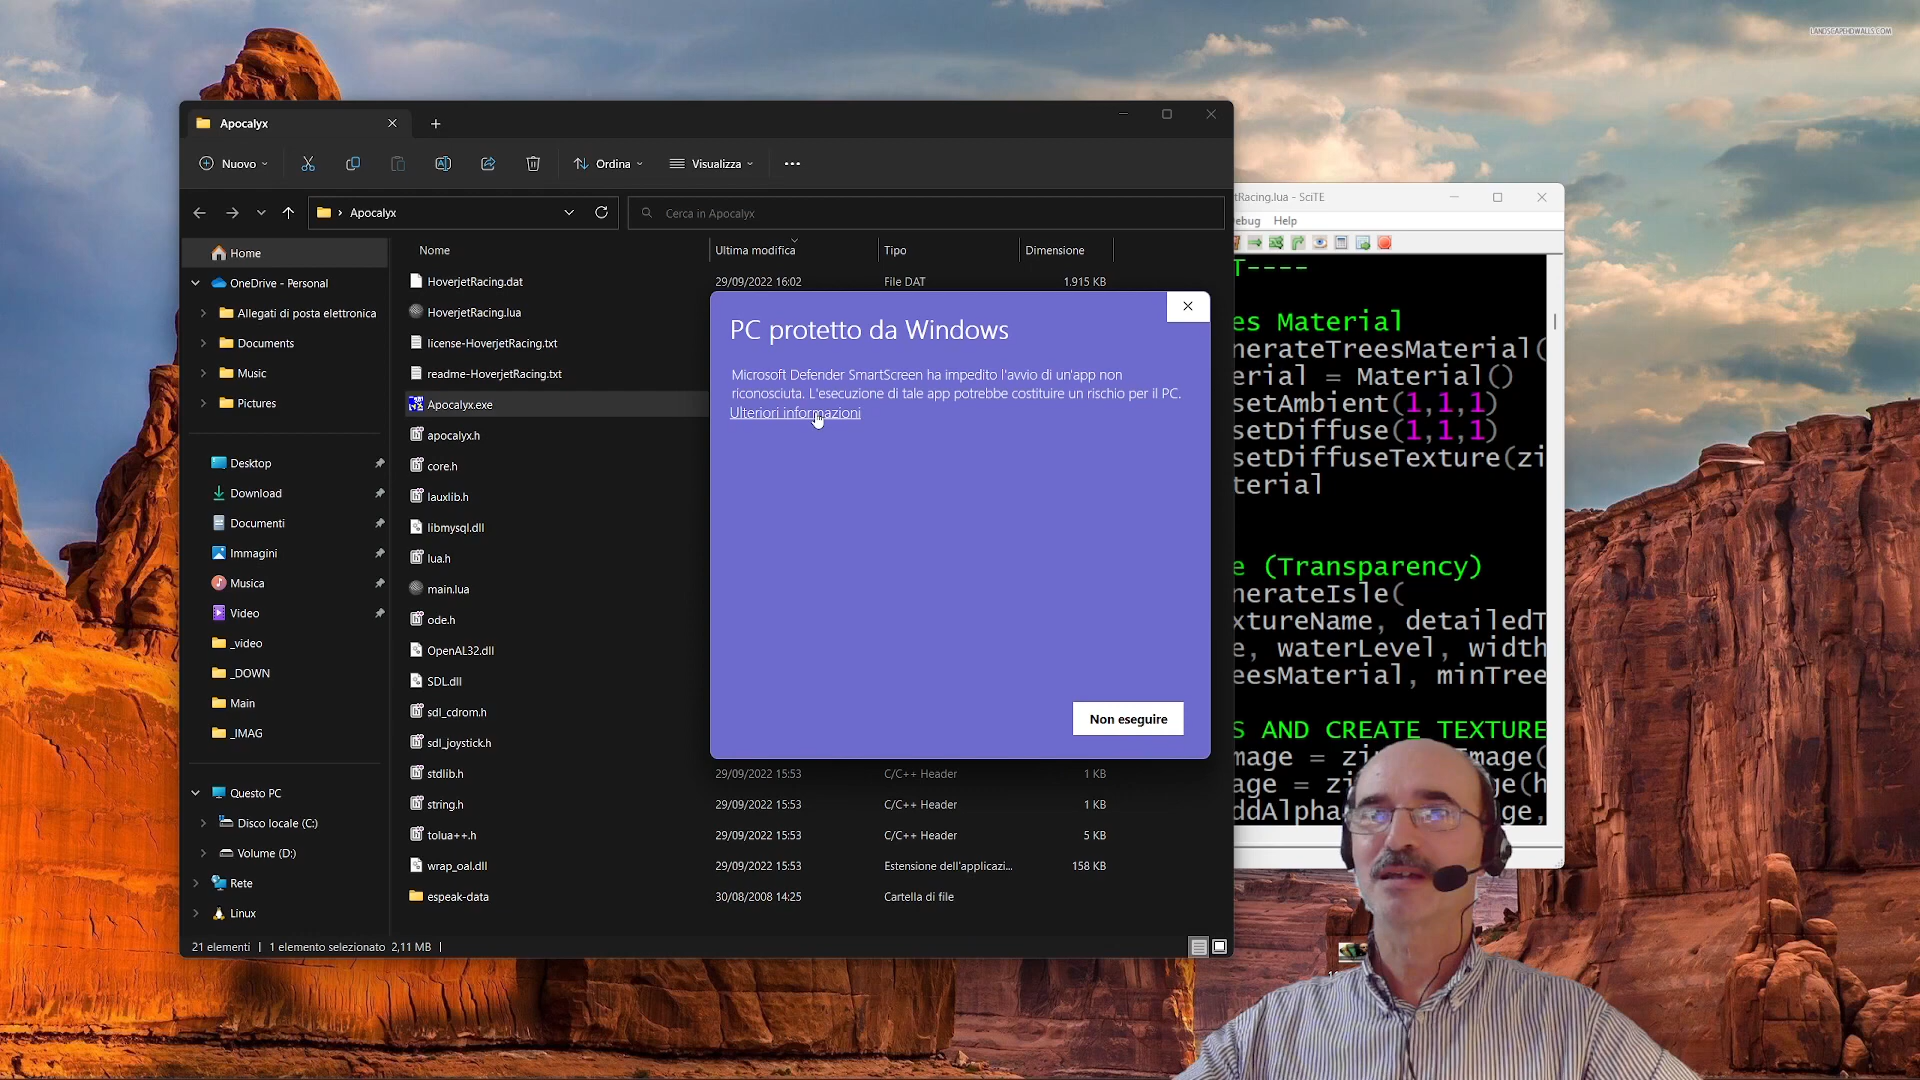 LANDSCAPEHDWALLS.COM
Apocalyx
Nuovo
Ordina
Visualizza
Apocalyx
Cerca in Apocalyx
Home
OneDrive - Personal
Allegati di posta elettronica
Documents
Music
Pictures
Desktop
Download
Documenti
Immagini
Musica
Video
_video
_DOWN
Main
_IMAG
Questo PC
Disco locale (C:)
Volume (D:)
Rete
Linux
Nome Ultima modifica Tipo Dimensione
HoverjetRacing.dat 29/09/2022 16:02 File DAT 1.915 KB
HoverjetRacing.lua
license-HoverjetRacing.txt
readme-HoverjetRacing.txt
Apocalyx.exe
apocalyx.h
core.h
lauxlib.h
libmysql.dll
lua.h
main.lua
ode.h
OpenAL32.dll
SDL.dll
sdl_cdrom.h
sdl_joystick.h
stdlib.h 29/09/2022 15:53 C/C++ Header 1 KB
string.h 29/09/2022 15:53 C/C++ Header 1 KB
tolua++.h 29/09/2022 15:53 C/C++ Header 5 KB
wrap_oal.dll 29/09/2022 15:53 Estensione dell'applicazi... 158 KB
espeak-data 30/08/2008 14:25 Cartella di file
21 elementi | 1 elemento selezionato 2,11 MB |
PC protetto da Windows
Microsoft Defender SmartScreen ha impedito l'avvio di un'app non
riconosciuta. L'esecuzione di tale app potrebbe costituire un rischio per il PC.
Ulteriori informazioni
Non eseguire
tRacing.lua - SciTE
ebug Help
T----
es Material
nerateTreesMaterial(
erial = Material()
setAmbient(1,1,1)
setDiffuse(1,1,1)
setDiffuseTexture(zi
terial
e (Transparency)
nerateIsle(
xtureName, detailedT
e, waterLevel, width
eesMaterial, minTree
S AND CREATE TEXTURE
mage = zi Image(
age = zi ge(h
ddAlpha ge,